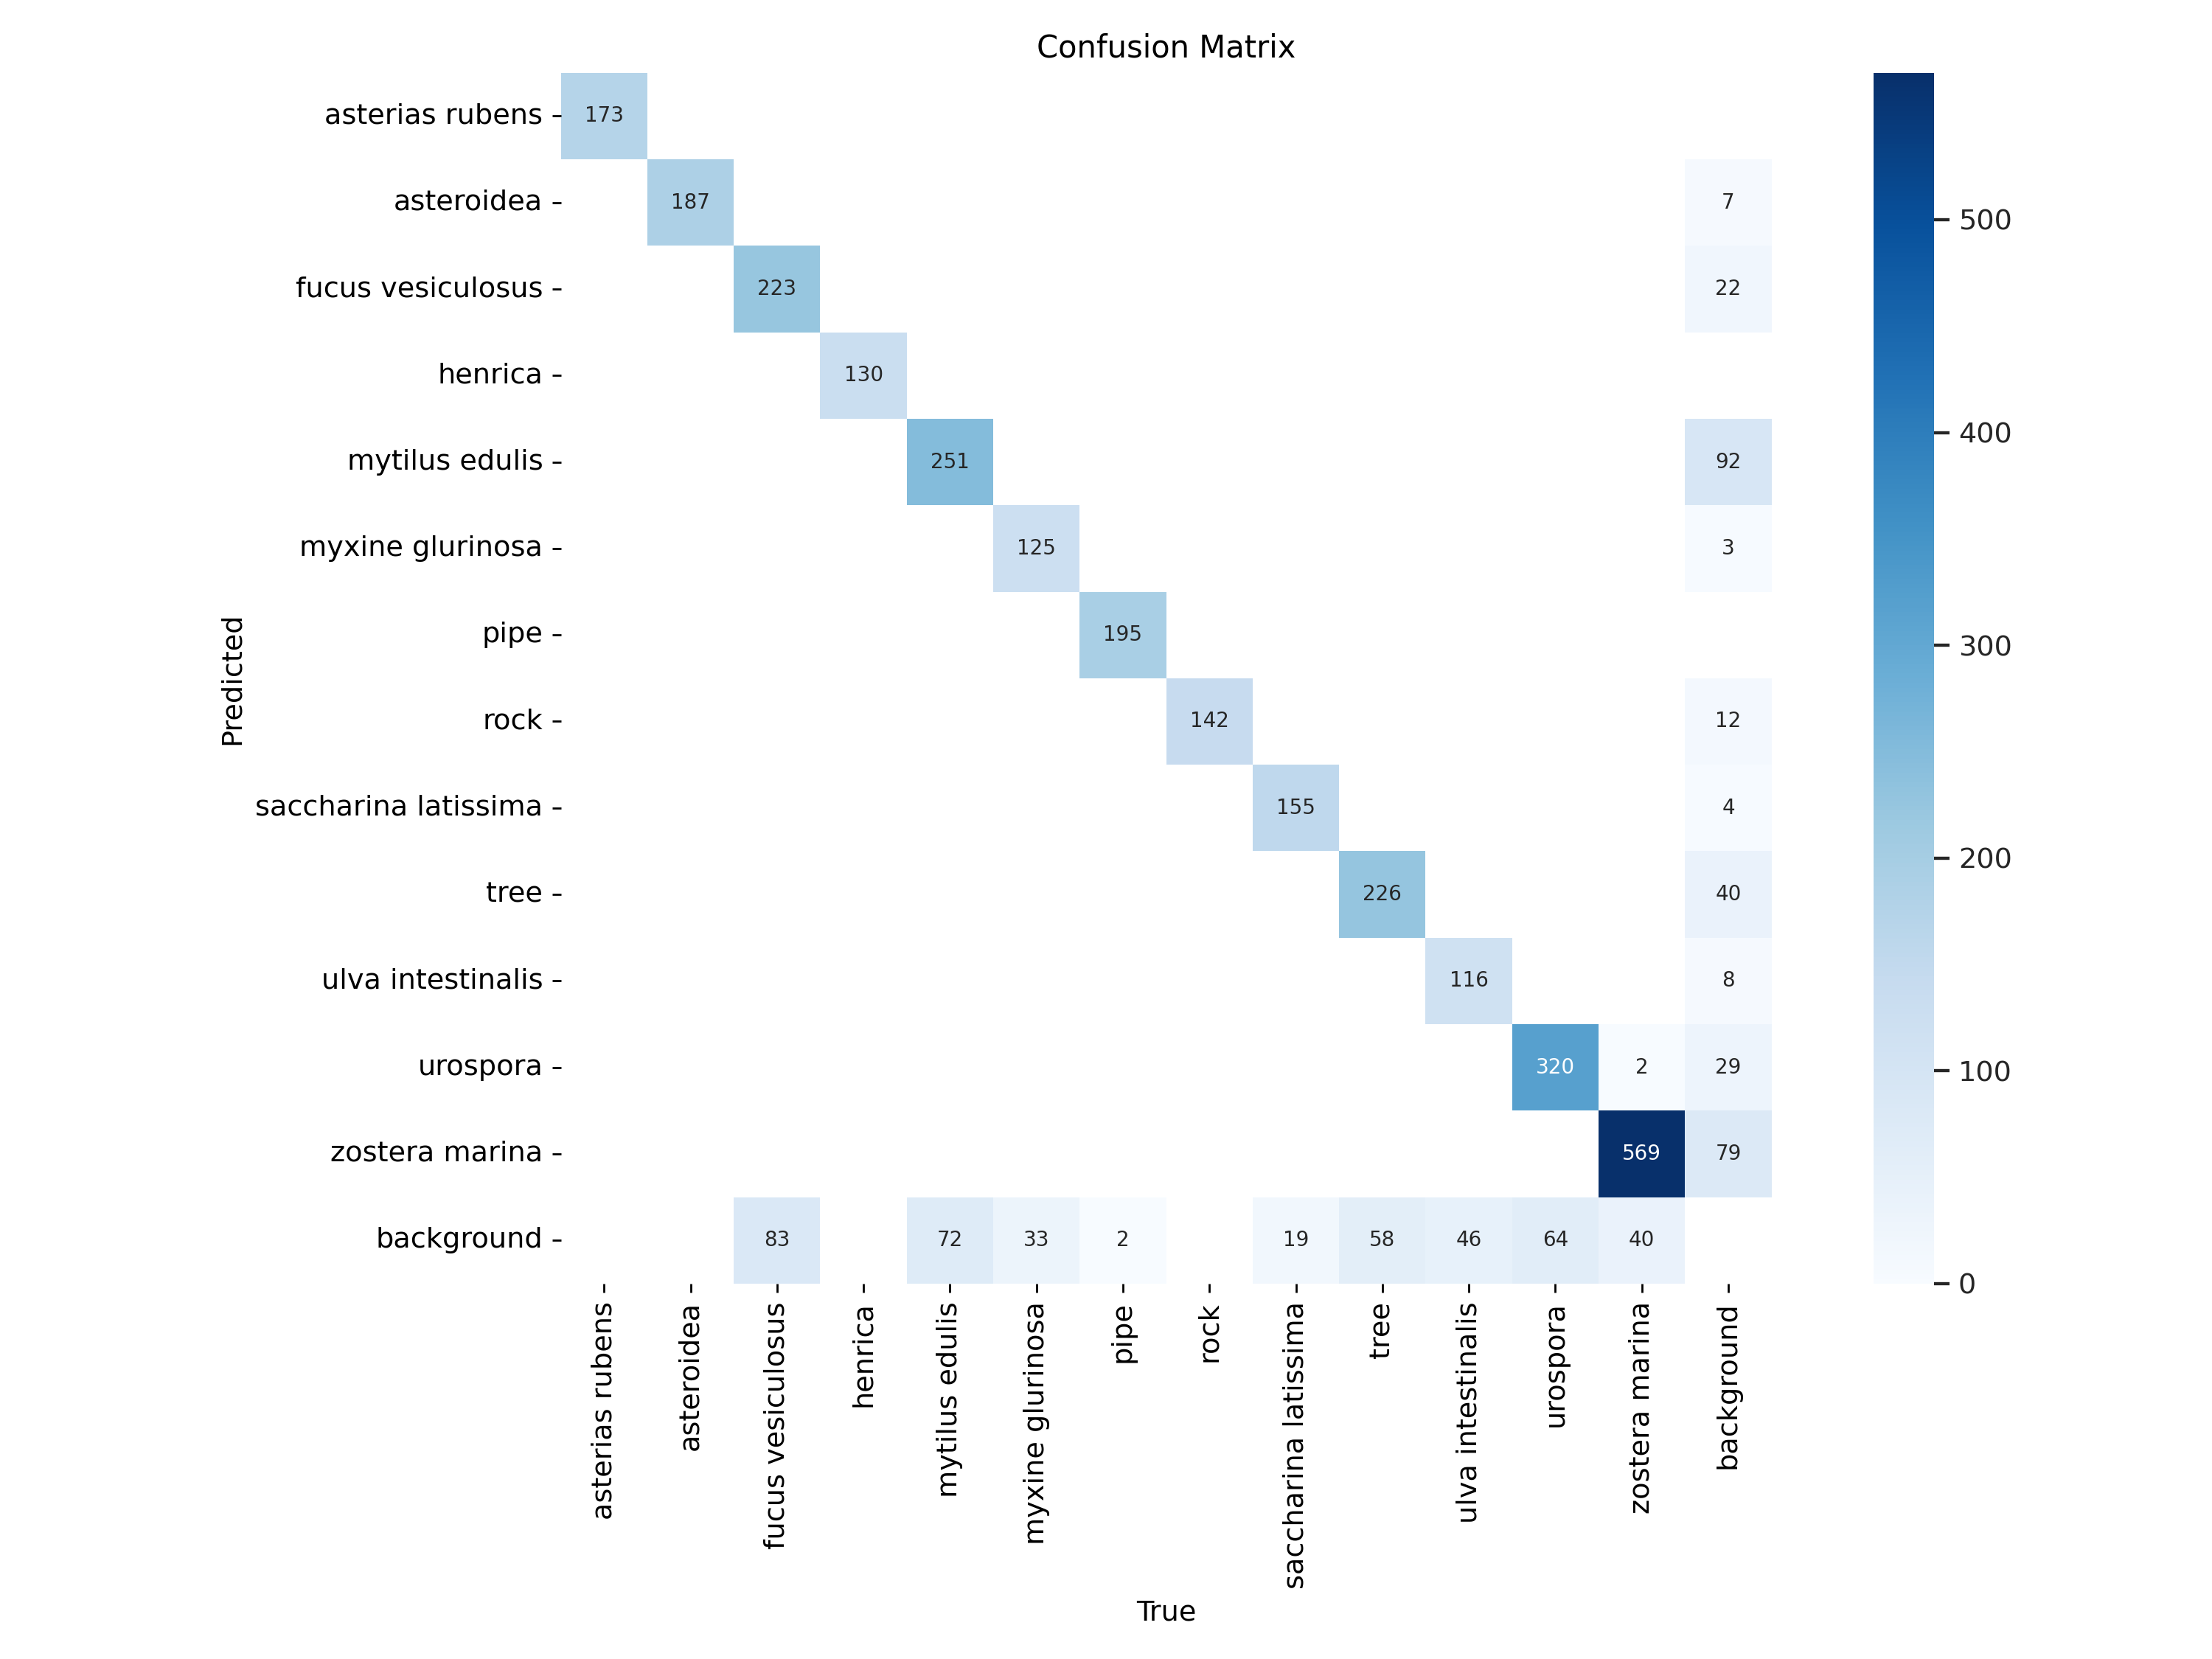 Confusion Matrix
asterias rubens 173
asteroidea 187 7
500
fucus vesiculosus 223 22
henrica 130
400
mytilus edulis 251 92
myxine glurinosa 125 3
Predicted
pipe 195
300
rock 142 12
saccharina latissima 155 4
200
tree 226 40
ulva intestinalis 116 8
100
urospora 320 2 29
zostera marina 569 79
background 83 72 33 2 19 58 46 64 40
0
asterias rubens
asteroidea
fucus vesiculosus
henrica
mytilus edulis
myxine glurinosa
pipe
rock
saccharina latissima
tree
ulva intestinalis
urospora
zostera marina
background
True